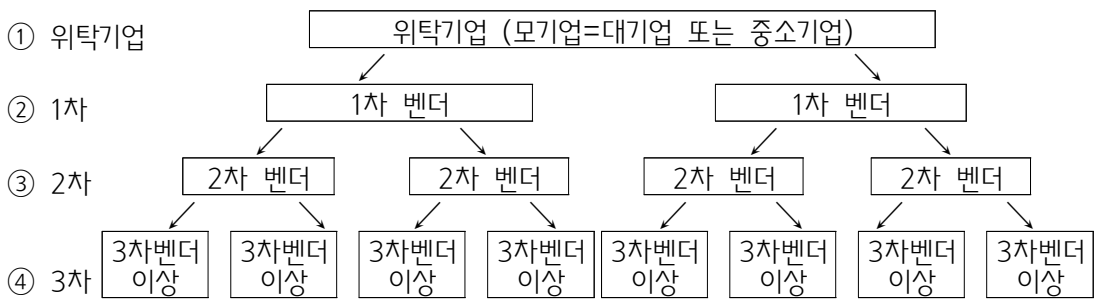 ① 위탁기업 위탁기업 (모기업=대기업 또는 중소기업)
② 1차 1차 벤더 1차 벤더
③ 2차 2차 벤더 2차 벤더 2차 벤더 2차 벤더
3차벤더 3차벤더 3차벤더 3차벤더 3차벤더 3차벤더 3차벤더 3차벤더
④ 3차 이상 이상 이상 이상 이상 이상 이상 이상